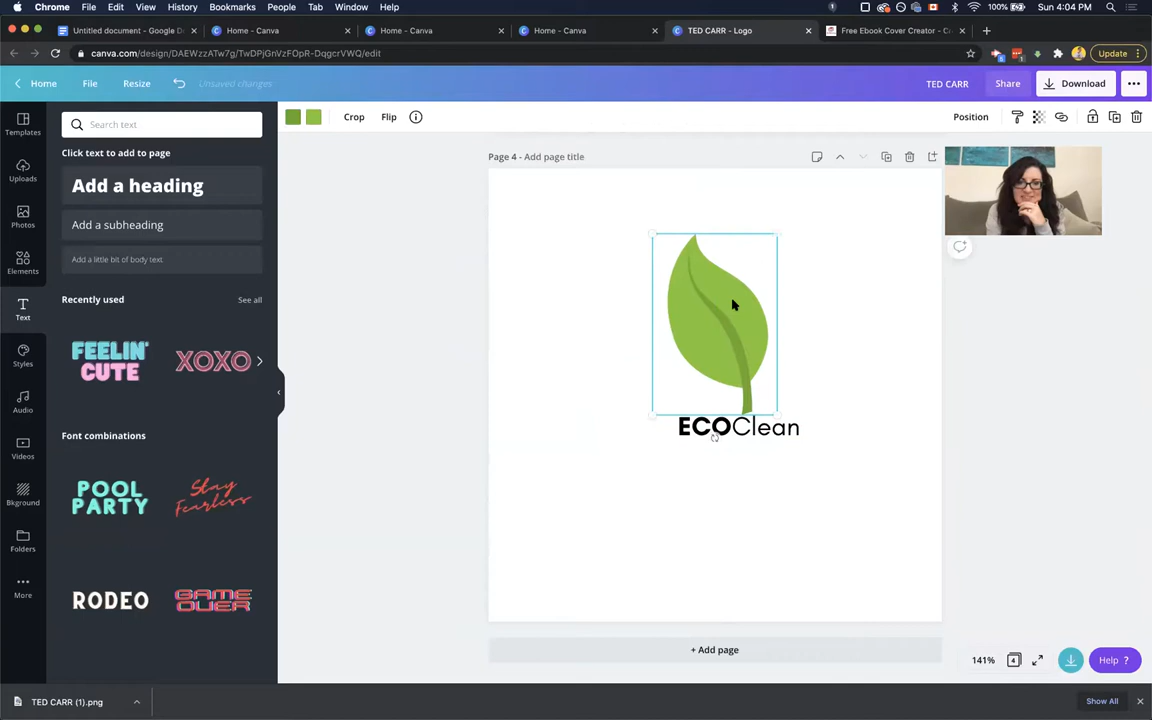 Chrome File Edit View History Bookmarks People Tab Window Help
100% Sun 4:04 PM
Untitled document - Google D
Home - Canva
Home - Canva
Home - Canva
TED CARR - Logo
Free Ebook Cover Creator - C
canva.com/design/DAEWzzATw7g/TwDPjGnVzFOpR-DqgcrVWQ/edit
Update
Home File Resize Unsaved changes
TED CARR Share Download
Templates
Uploads
Photos
Elements
Text
Styles
Audio
Videos
Bkground
Folders
More
Search text
Click text to add to page
Add a heading
Add a subheading
Add a little bit of body text
Recently used See all
FEELIN' CUTE
XOXO
Font combinations
POOL PARTY
Stay Fearless
RODEO
GAME OVER
Crop Flip
Position
Page 4 - Add page title
ECOClean
+ Add page
141% 4 Help ?
TED CARR (1).png
Show All